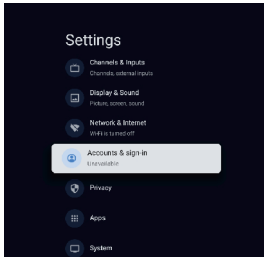 Settings
Channels & Inputs
Channels, external inputs
Display & Sound
Picture, screen, sound
Network & Internet
Wi-Fi is turned off
Accounts & sign-in
Unavailable
Privacy
Apps
System